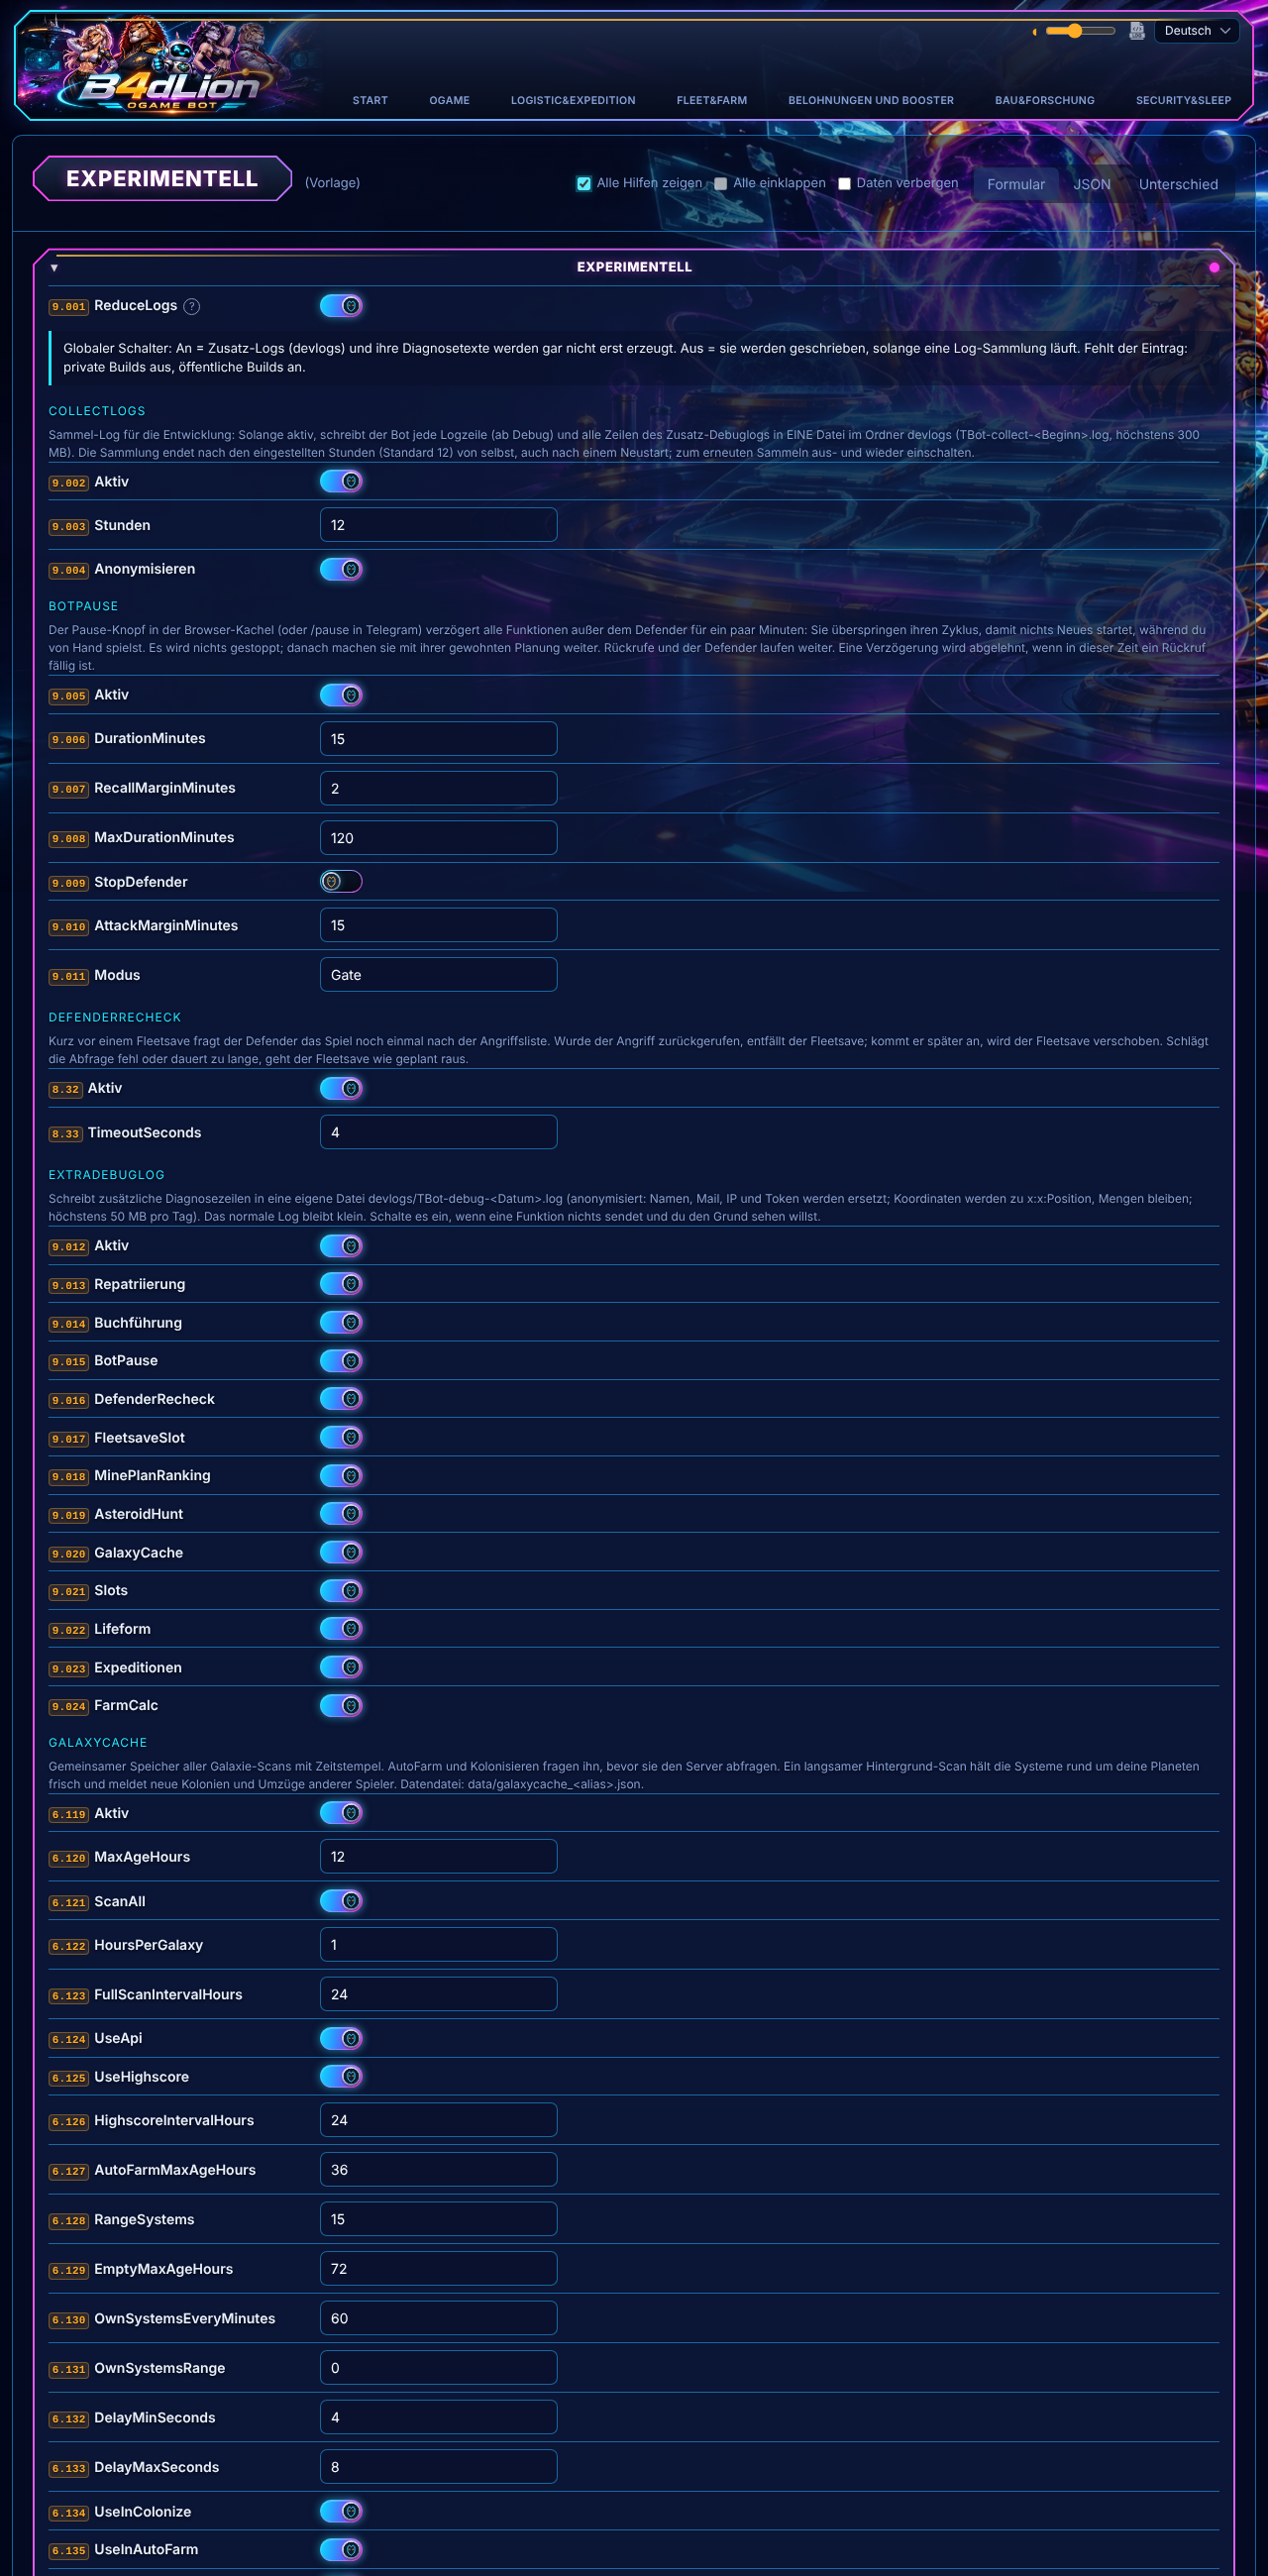 B4dLion
OGAME BOT
Deutsch
START
OGAME
LOGISTIC&EXPEDITION
FLEET&FARM
BELOHNUNGEN UND BOOSTER
BAU&FORSCHUNG
SECURITY&SLEEP
EXPERIMENTELL
(Vorlage)
Alle Hilfen zeigen
Alle einklappen
Daten verbergen
Formular
JSON
Unterschied
▼ EXPERIMENTELL
9.001 ReduceLogs ?
Globaler Schalter: An = Zusatz-Logs (devlogs) und ihre Diagnosetexte werden gar nicht erst erzeugt. Aus = sie werden geschrieben, solange eine Log-Sammlung läuft. Fehlt der Eintrag:
private Builds aus, öffentliche Builds an.
COLLECTLOGS
Sammel-Log für die Entwicklung: Solange aktiv, schreibt der Bot jede Logzeile (ab Debug) und alle Zeilen des Zusatz-Debuglogs in EINE Datei im Ordner devlogs (TBot-collect-<Beginn>.log, höchstens 300
MB). Die Sammlung endet nach den eingestellten Stunden (Standard 12) von selbst, auch nach einem Neustart; zum erneuten Sammeln aus- und wieder einschalten.
9.002 Aktiv
9.003 Stunden 12
9.004 Anonymisieren
BOTPAUSE
Der Pause-Knopf in der Browser-Kachel (oder /pause in Telegram) verzögert alle Funktionen außer dem Defender für ein paar Minuten: Sie überspringen ihren Zyklus, damit nichts Neues startet, während du
von Hand spielst. Es wird nichts gestoppt; danach machen sie mit ihrer gewohnten Planung weiter. Rückrufe und der Defender laufen weiter. Eine Verzögerung wird abgelehnt, wenn in dieser Zeit ein Rückruf
fällig ist.
9.005 Aktiv
9.006 DurationMinutes 15
9.007 RecallMarginMinutes 2
9.008 MaxDurationMinutes 120
9.009 StopDefender
9.010 AttackMarginMinutes 15
9.011 Modus Gate
DEFENDERRECHECK
Kurz vor einem Fleetsave fragt der Defender das Spiel noch einmal nach der Angriffsliste. Wurde der Angriff zurückgerufen, entfällt der Fleetsave; kommt er später an, wird der Fleetsave verschoben. Schlägt
die Abfrage fehl oder dauert zu lange, geht der Fleetsave wie geplant raus.
8.32 Aktiv
8.33 TimeoutSeconds 4
EXTRADEBUGLOG
Schreibt zusätzliche Diagnosezeilen in eine eigene Datei devlogs/TBot-debug-<Datum>.log (anonymisiert: Namen, Mail, IP und Token werden ersetzt; Koordinaten werden zu x:x:Position, Mengen bleiben;
höchstens 50 MB pro Tag). Das normale Log bleibt klein. Schalte es ein, wenn eine Funktion nichts sendet und du den Grund sehen willst.
9.012 Aktiv
9.013 Repatriierung
9.014 Buchführung
9.015 BotPause
9.016 DefenderRecheck
9.017 FleetsaveSlot
9.018 MinePlanRanking
9.019 AsteroidHunt
9.020 GalaxyCache
9.021 Slots
9.022 Lifeform
9.023 Expeditionen
9.024 FarmCalc
GALAXYCACHE
Gemeinsamer Speicher aller Galaxie-Scans mit Zeitstempel. AutoFarm und Kolonisieren fragen ihn, bevor sie den Server abfragen. Ein langsamer Hintergrund-Scan hält die Systeme rund um deine Planeten
frisch und meldet neue Kolonien und Umzüge anderer Spieler. Datendatei: data/galaxycache_<alias>.json.
6.119 Aktiv
6.120 MaxAgeHours 12
6.121 ScanAll
6.122 HoursPerGalaxy 1
6.123 FullScanIntervalHours 24
6.124 UseApi
6.125 UseHighscore
6.126 HighscoreIntervalHours 24
6.127 AutoFarmMaxAgeHours 36
6.128 RangeSystems 15
6.129 EmptyMaxAgeHours 72
6.130 OwnSystemsEveryMinutes 60
6.131 OwnSystemsRange 0
6.132 DelayMinSeconds 4
6.133 DelayMaxSeconds 8
6.134 UseInColonize
6.135 UseInAutoFarm